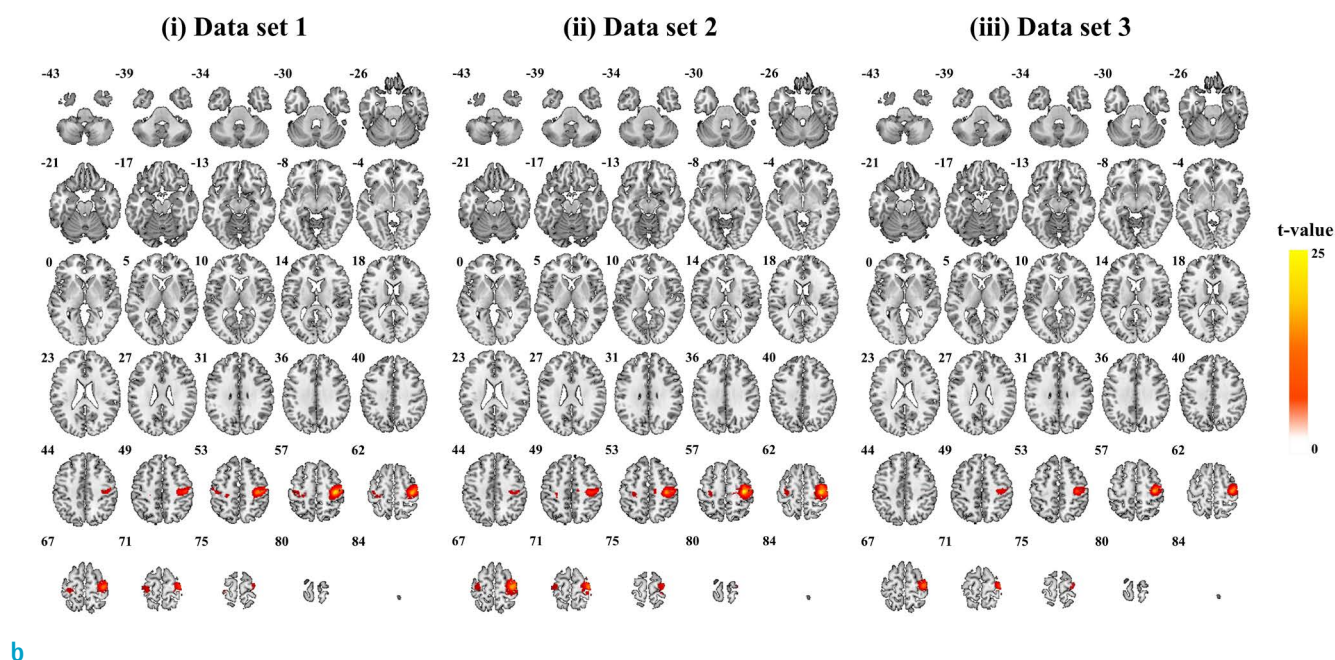 (i) Data set 1 (ii) Data set 2 (iii) Data set 3
-43 -39 -34 -30 -26 -43 -39 -34 -30 -26 -43 -39 -34 -30 -26
-21 -17 -13 -8 -4 -21 -17 -13 -8 -4 -21 -17 -13 -8 -4
t-value
25
0 5 10 14 18 0 5 10 14 18 0 5 10 14 18
23 27 31 36 40 23 27 31 36 40 23 27 31 36 40
0
44 49 53 57 62 44 49 53 57 62 44 49 53 57 62
67 71 75 80 84 67 71 75 80 84 67 71 75 80 84
b